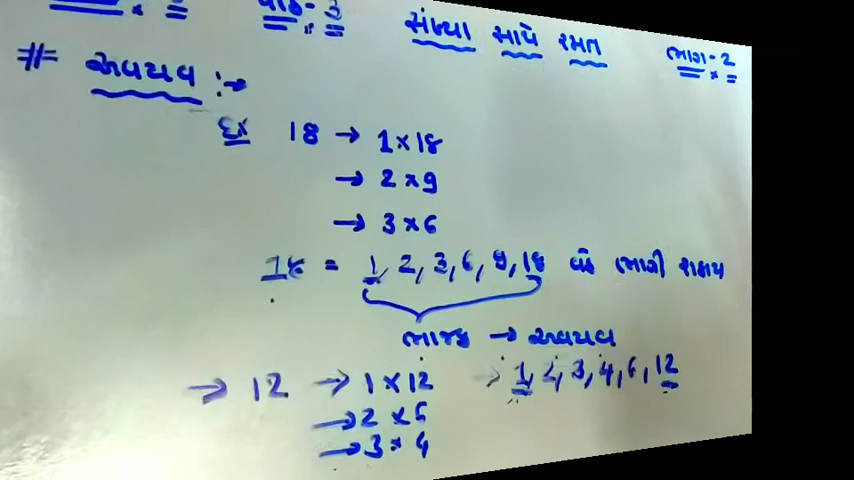 પાઠ-3 સંખ્યા સાથે રમત ભાગ-2
# અવયવ :→
દા.ત 18 → 1×18
→ 2×9
→ 3×6
18 = 1, 2, 3, 6, 9, 18 વડે ભાગી શકાય
ભાજક → અવયવ
→ 12 → 1×12 → 1, 2, 3, 4, 6, 12
→ 2×6
→ 3×4